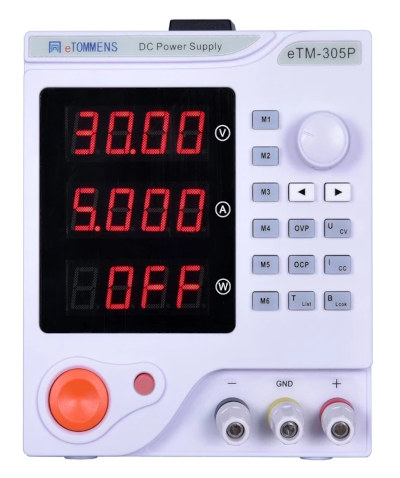 eTOMMENS DC Power Supply eTM-305P
30.00 V
5.000 A
OFF W
M1
M2
M3 ◀ ▶
M4 OVP U CV
M5 OCP I CC
M6 T List B Lock
− GND +